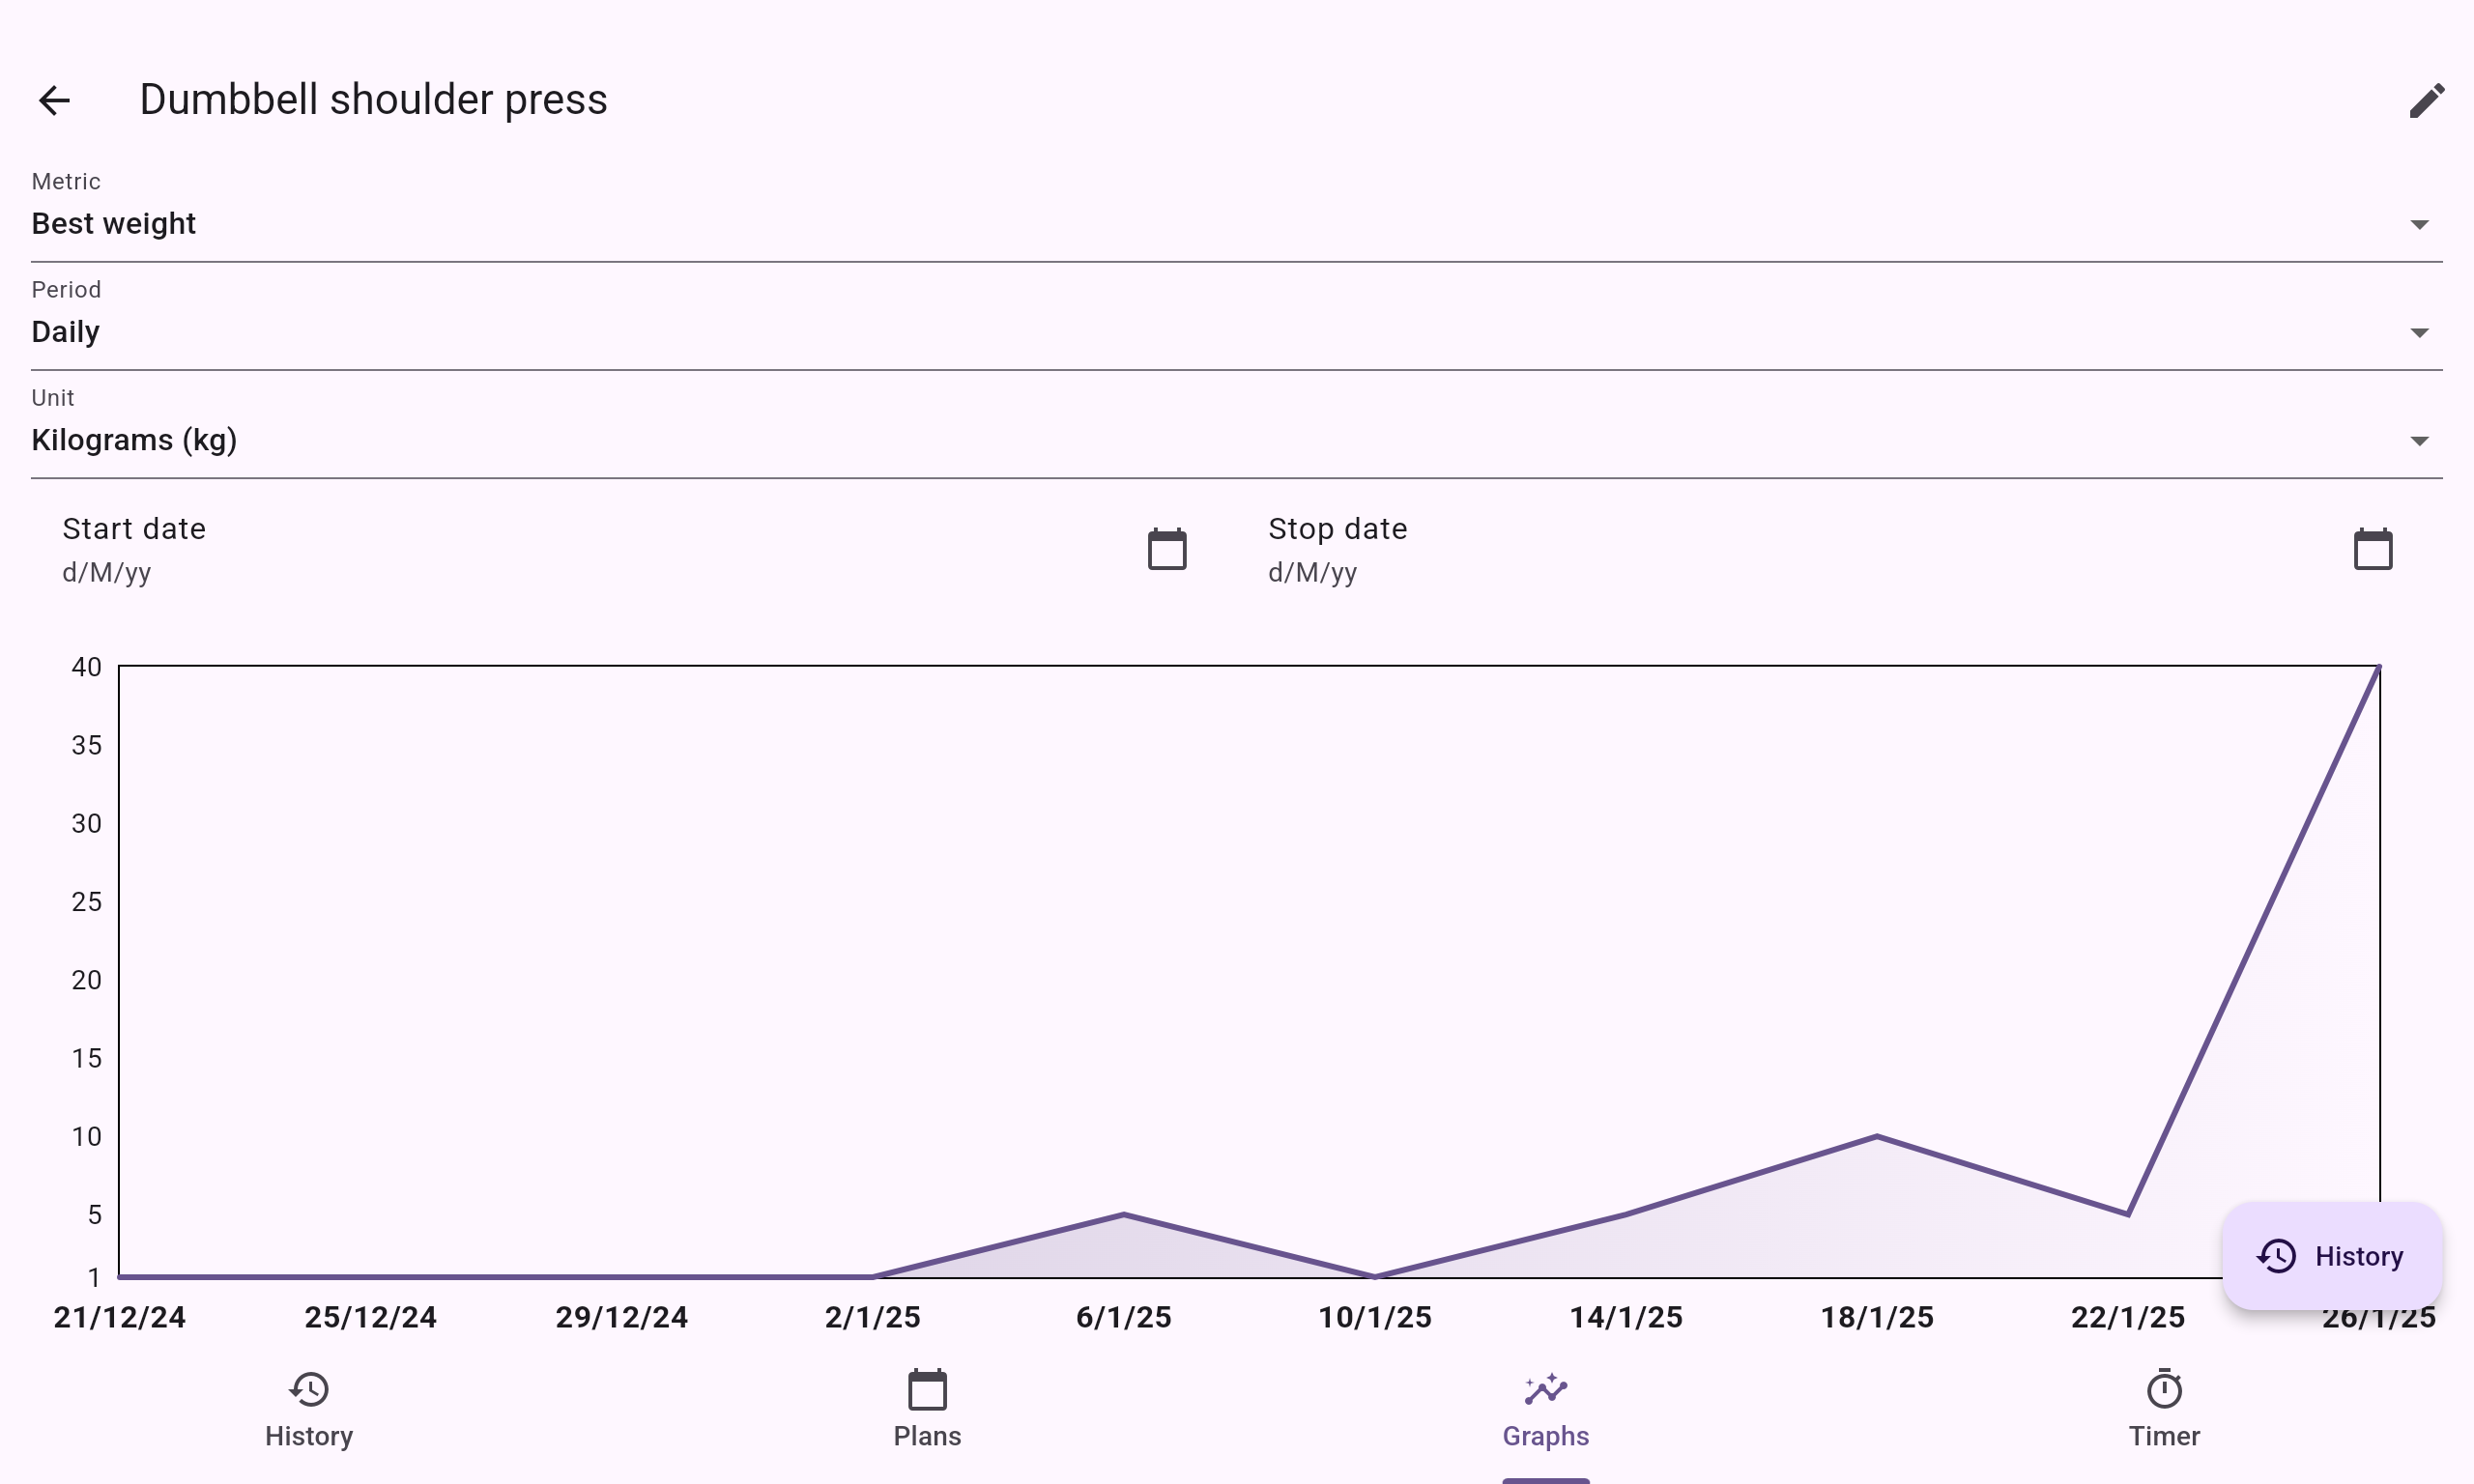 Dumbbell shoulder press
Metric
Best weight
Period
Daily
Unit
Kilograms (kg)
Start date
d/M/yy
Stop date
d/M/yy
40
35
30
25
20
15
10
5
1
21/12/24 25/12/24 29/12/24 2/1/25 6/1/25 10/1/25 14/1/25 18/1/25 22/1/25 26/1/25
History
History Plans Graphs Timer